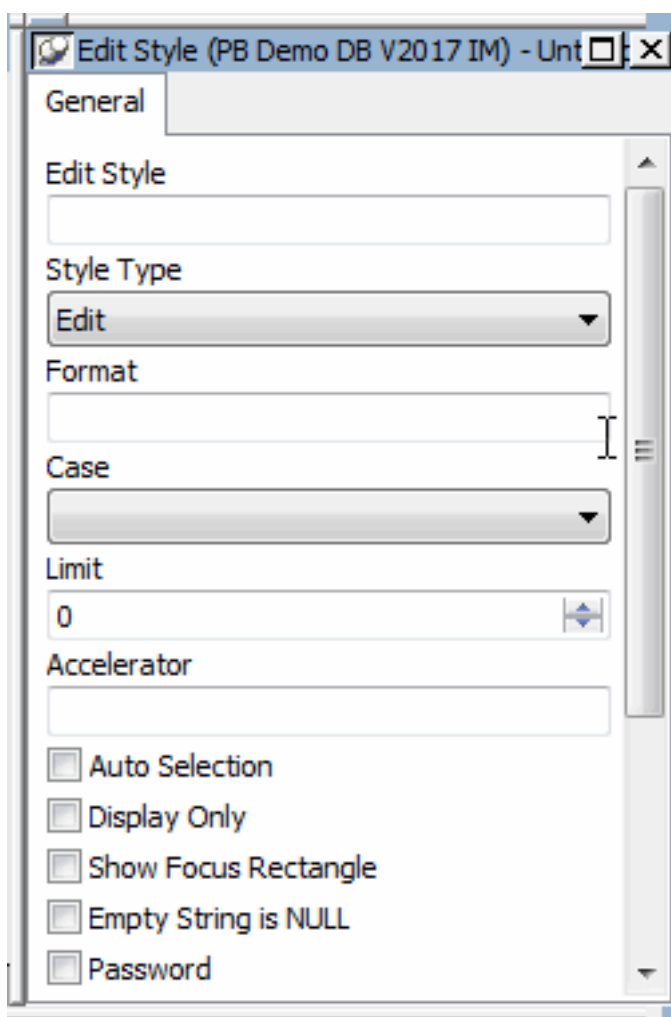 Edit Style (PB Demo DB V2017 IM) - Unt
General
Edit Style
Style Type
Edit
Format
Case
Limit
0
Accelerator
Auto Selection
Display Only
Show Focus Rectangle
Empty String is NULL
Password